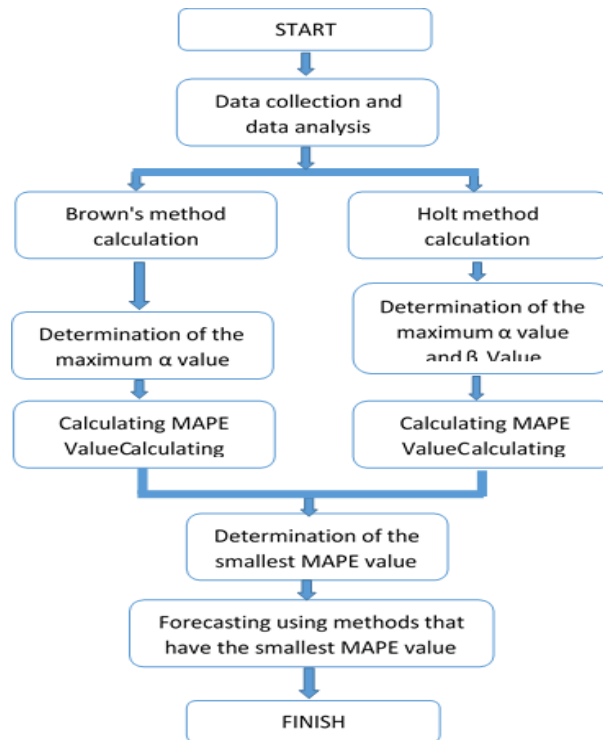 START
Data collection and
data analysis
Brown's method
calculation
Holt method
calculation
Determination of the
maximum α value
Determination of the
maximum α value
and β Value
Calculating MAPE
ValueCalculating
Calculating MAPE
ValueCalculating
Determination of the
smallest MAPE value
Forecasting using methods that
have the smallest MAPE value
FINISH